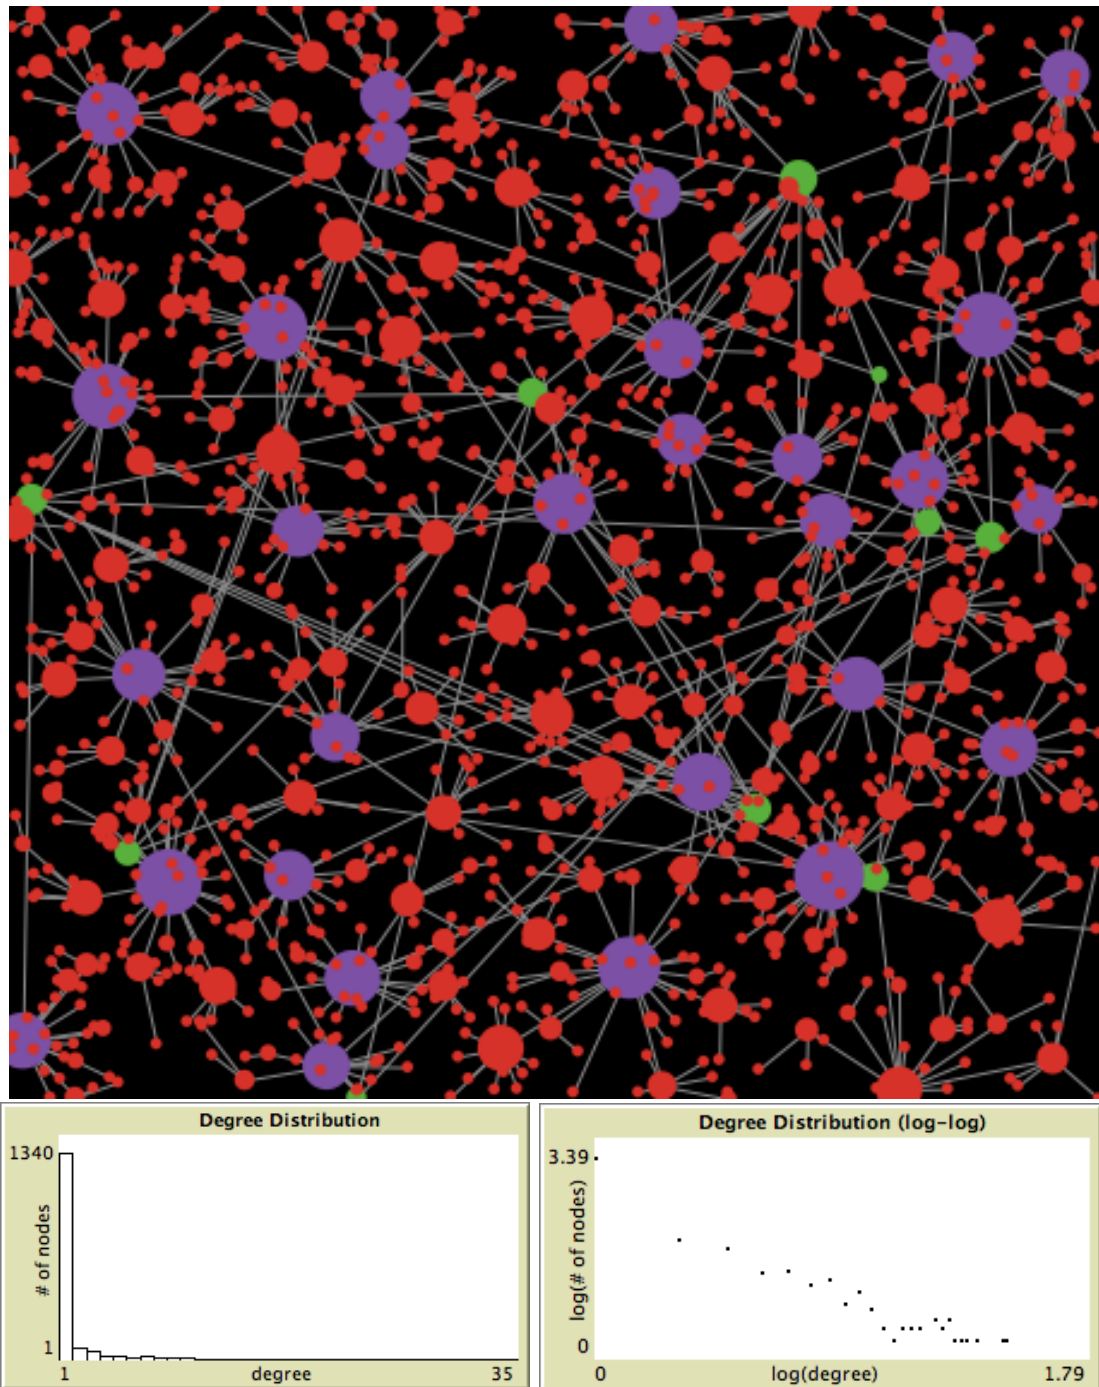 Degree Distribution
1340
# of nodes
1
1
degree
35
Degree Distribution (log-log)
3.39
log(# of nodes)
0
0
log(degree)
1.79